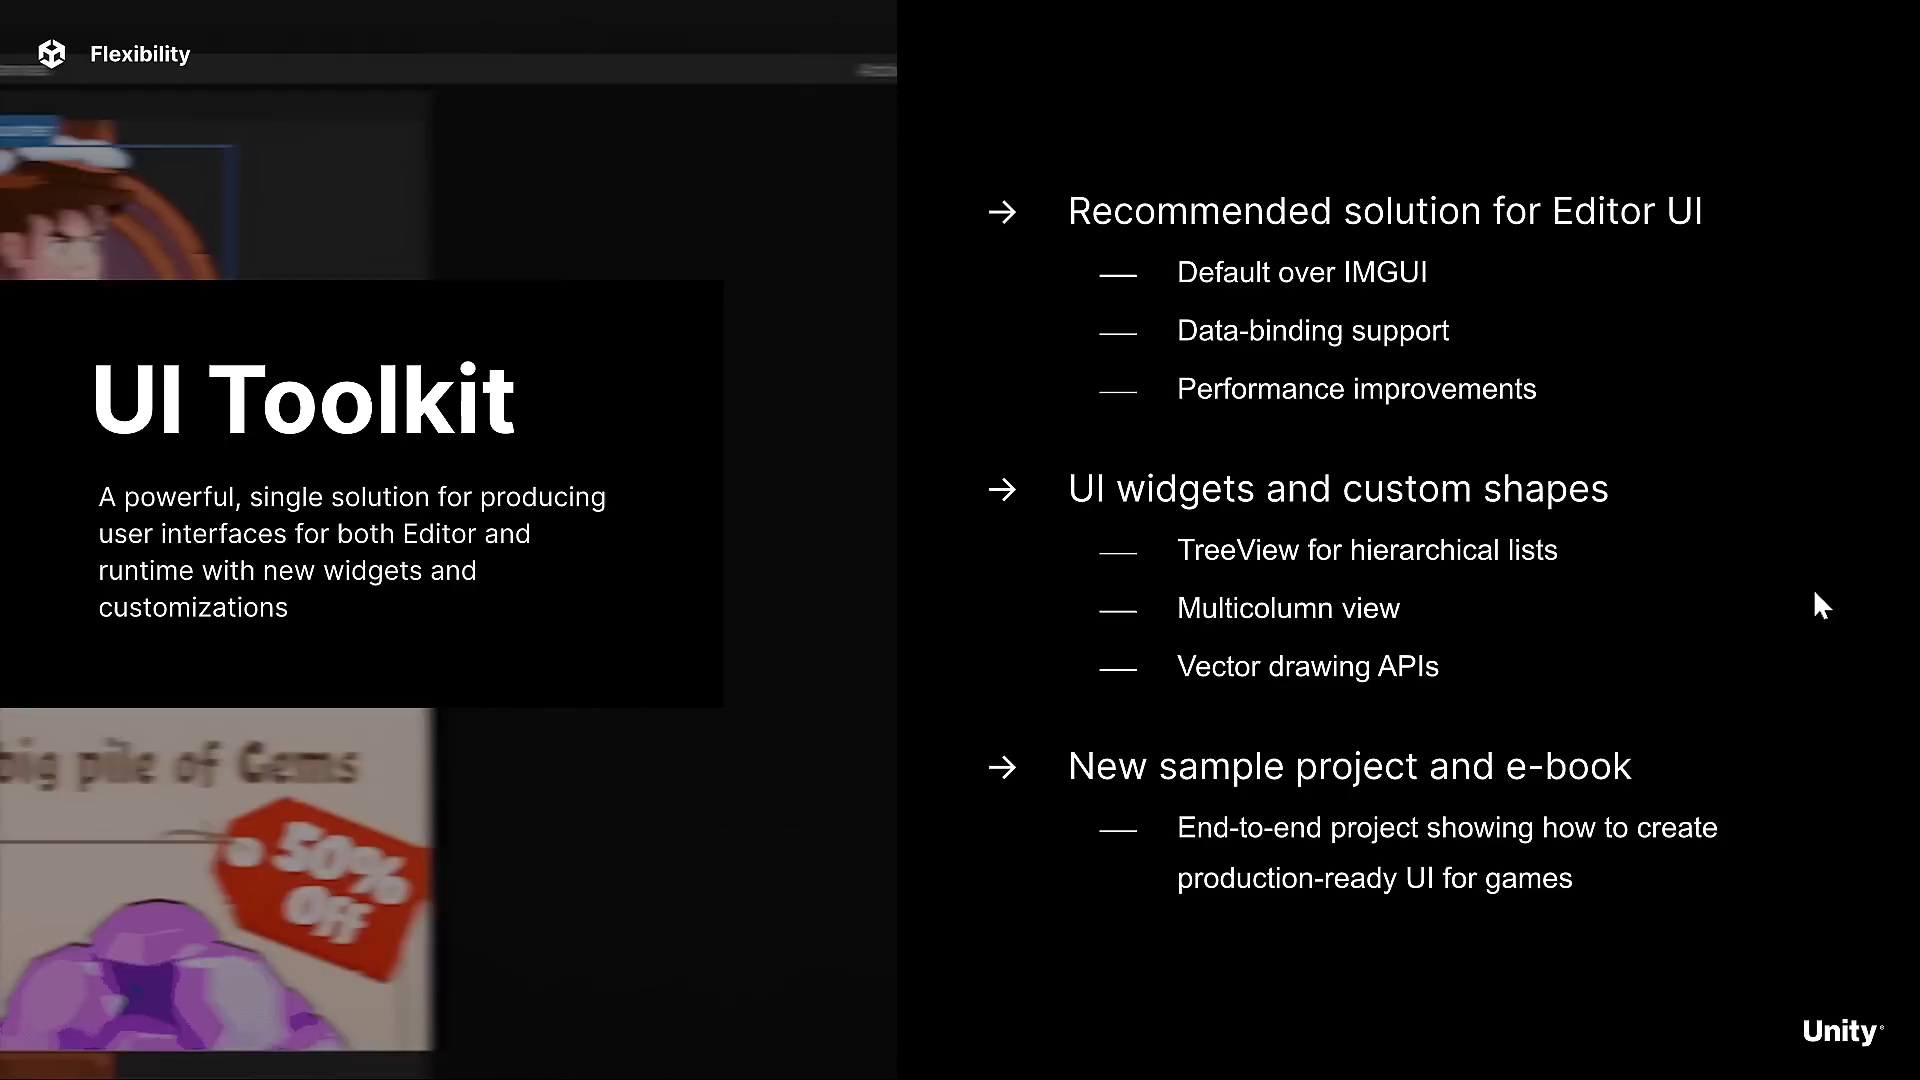 Flexibility
UI Toolkit
A powerful, single solution for producing
user interfaces for both Editor and
runtime with new widgets and
customizations
big pile of Gems
50%
Off
→ Recommended solution for Editor UI
— Default over IMGUI
— Data-binding support
— Performance improvements
→ UI widgets and custom shapes
— TreeView for hierarchical lists
— Multicolumn view
— Vector drawing APIs
→ New sample project and e-book
— End-to-end project showing how to create
production-ready UI for games
Unity